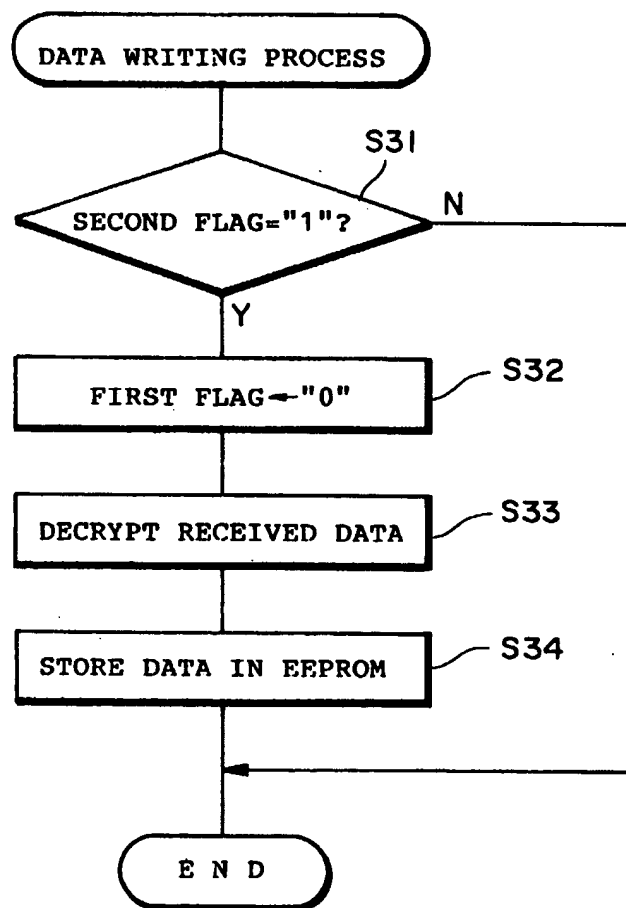 DATA WRITING PROCESS
S31
SECOND FLAG="1"?
N
Y
FIRST FLAG←"0"
S32
DECRYPT RECEIVED DATA
S33
STORE DATA IN EEPROM
S34
E N D